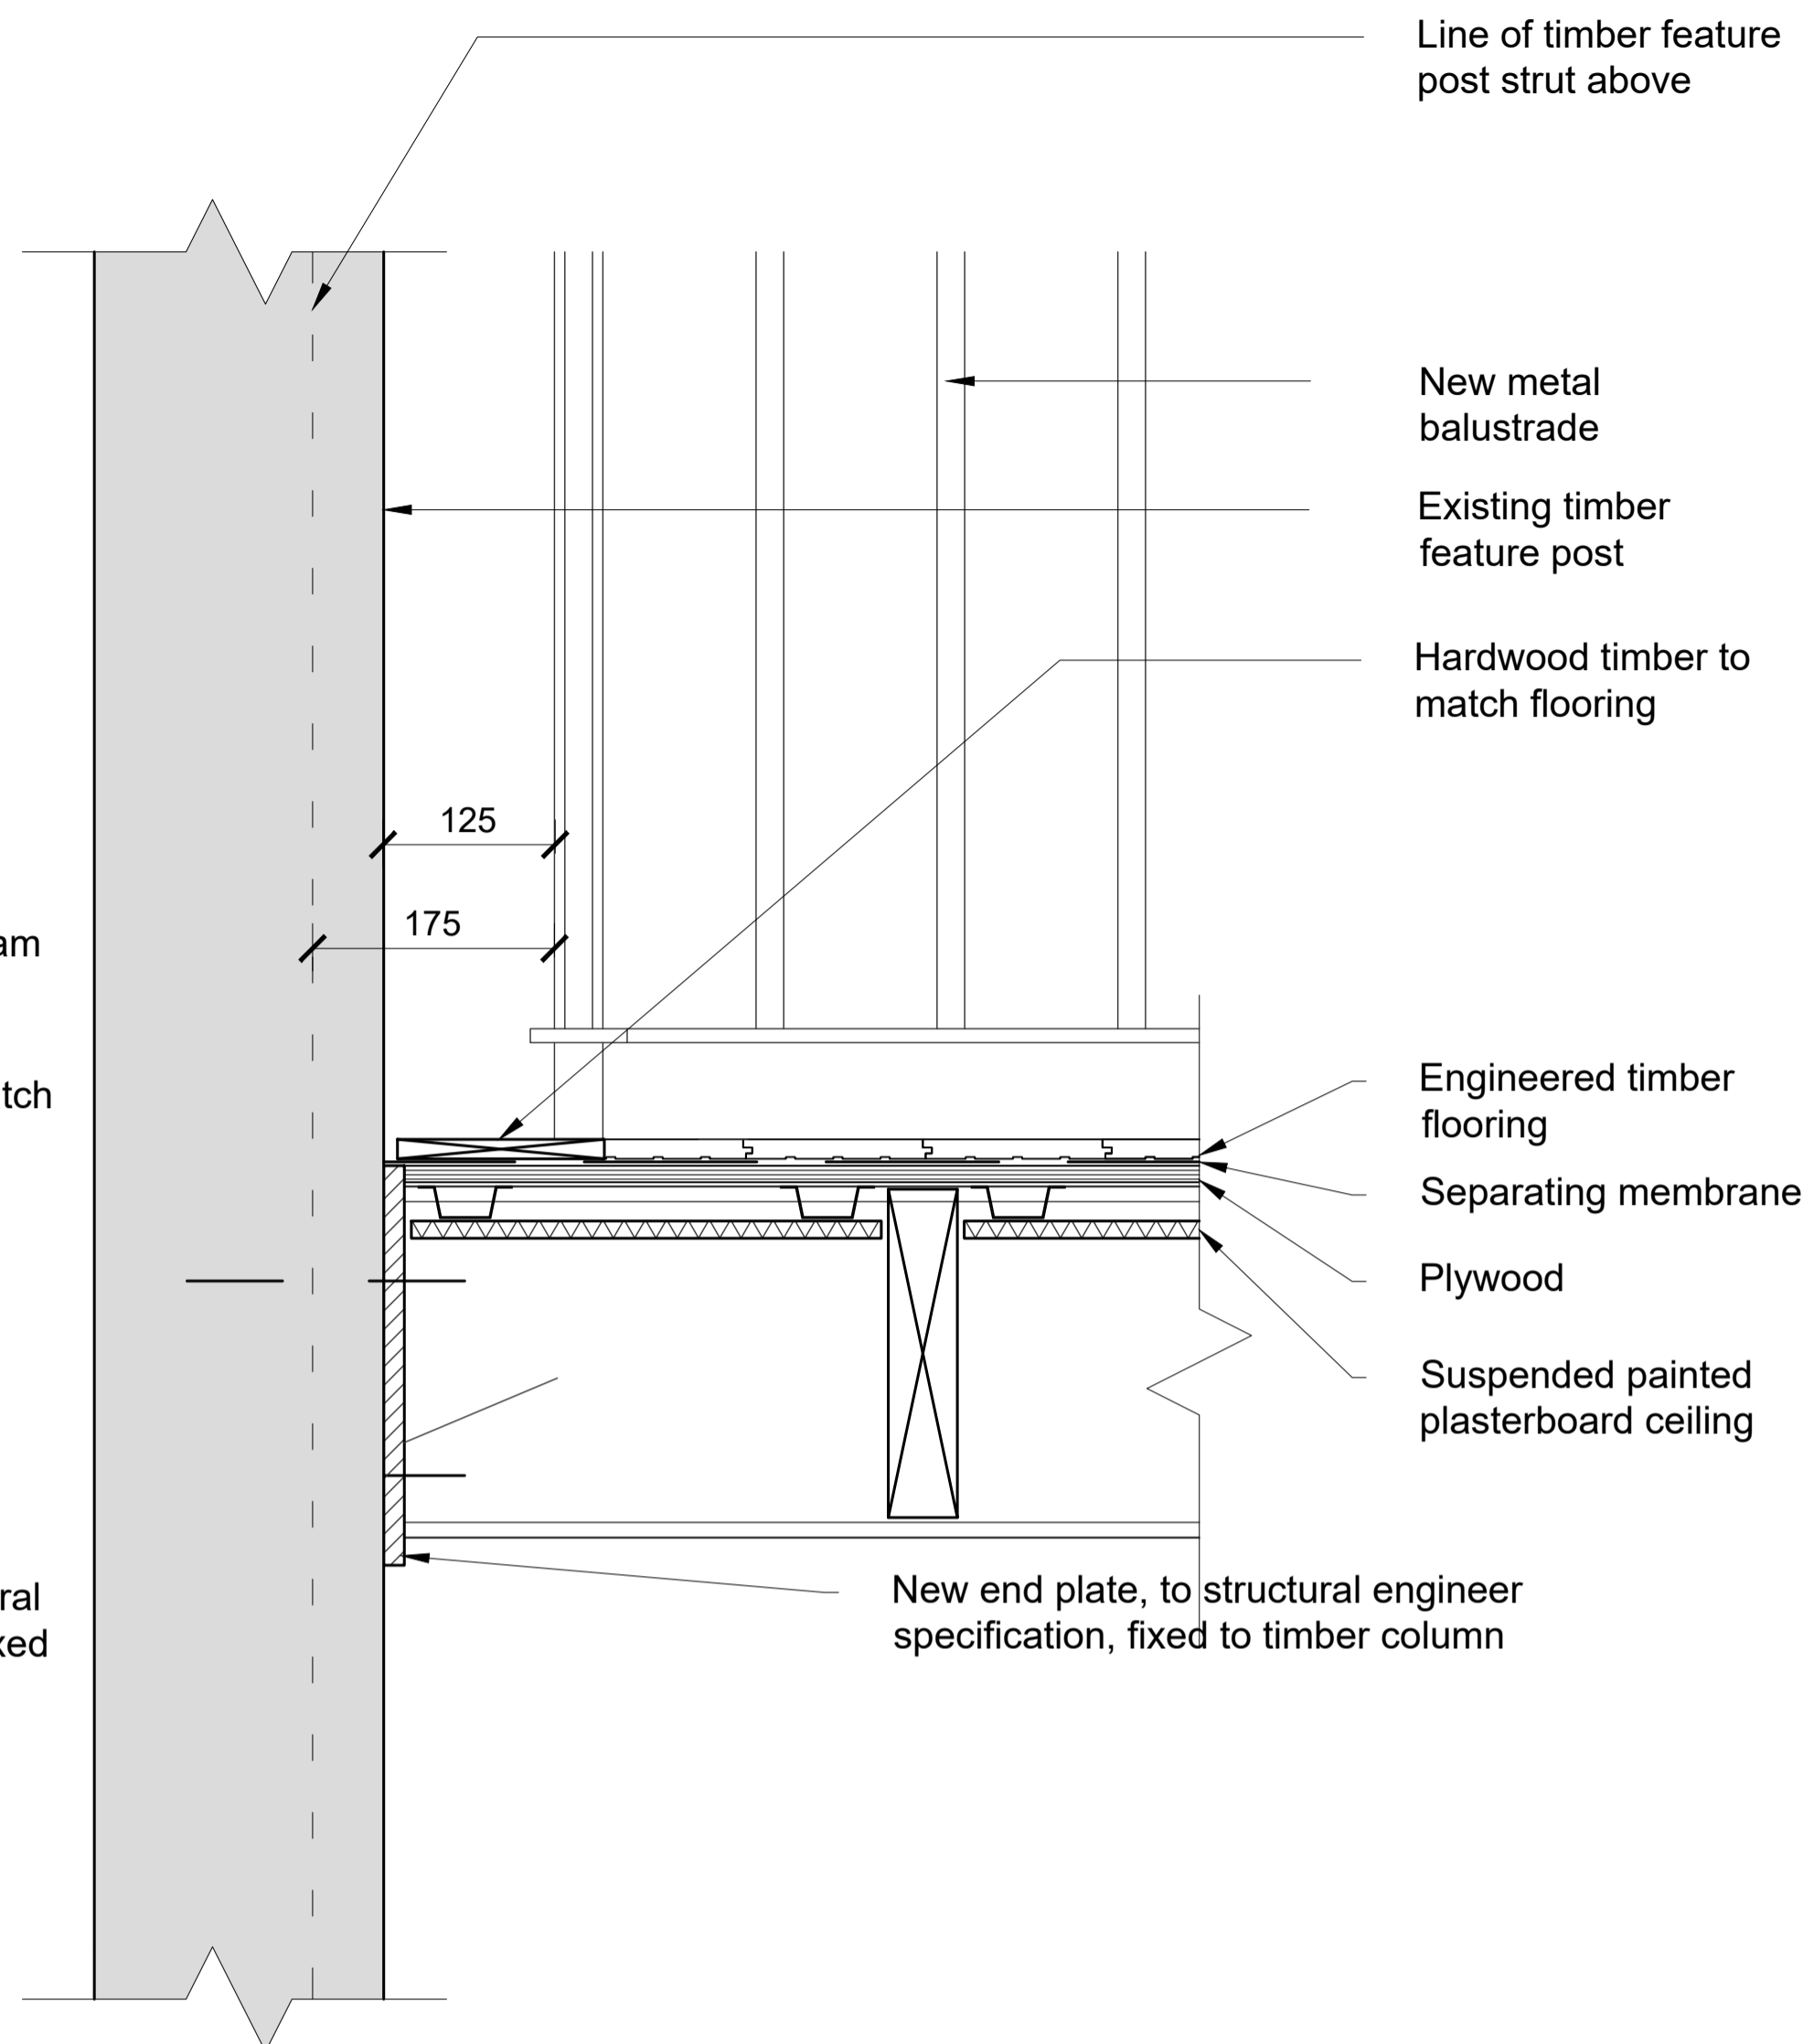 Line of timber feature
post strut above
New metal
balustrade
Existing timber
feature post
Hardwood timber to
match flooring
125
175
am
tch
Engineered timber
flooring
Separating membrane
Plywood
Suspended painted
plasterboard ceiling
ral
xed
New end plate, to structural engineer
specification, fixed to timber column